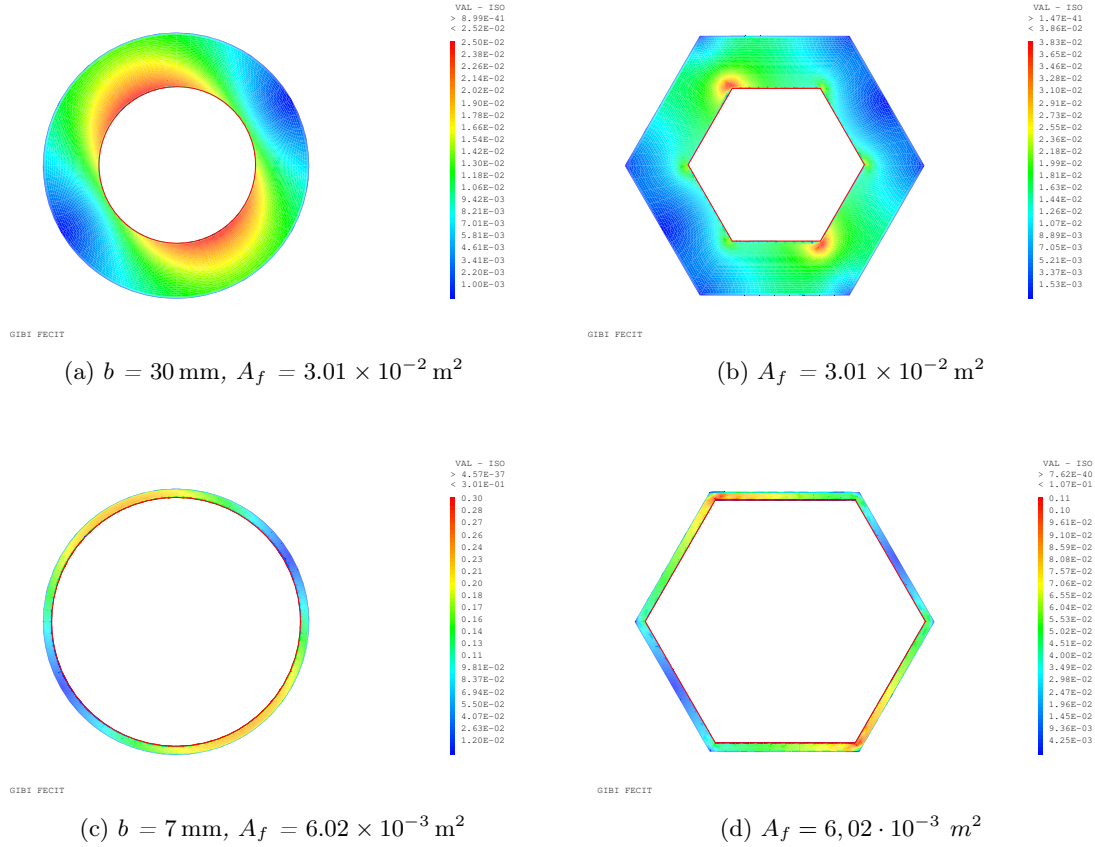 VAL - ISO
> 8.99E-41
< 2.52E-02
2.50E-02
2.38E-02
2.26E-02
2.14E-02
2.02E-02
1.90E-02
1.78E-02
1.66E-02
1.54E-02
1.42E-02
1.30E-02
1.18E-02
1.06E-02
9.42E-03
8.21E-03
7.01E-03
5.81E-03
4.61E-03
3.41E-03
2.20E-03
1.00E-03
GIBI FECIT
(a) b = 30 mm, A_f = 3.01 × 10⁻² m²
VAL - ISO
> 1.47E-41
< 3.86E-02
3.83E-02
3.65E-02
3.46E-02
3.28E-02
3.10E-02
2.91E-02
2.73E-02
2.55E-02
2.36E-02
2.18E-02
1.99E-02
1.81E-02
1.63E-02
1.44E-02
1.26E-02
1.07E-02
8.89E-03
7.05E-03
5.21E-03
3.37E-03
1.53E-03
GIBI FECIT
(b) A_f = 3.01 × 10⁻² m²
VAL - ISO
> 4.57E-37
< 3.01E-01
0.30
0.28
0.27
0.26
0.24
0.23
0.21
0.20
0.18
0.17
0.16
0.14
0.13
0.11
9.81E-02
8.37E-02
6.94E-02
5.50E-02
4.07E-02
2.63E-02
1.20E-02
GIBI FECIT
(c) b = 7 mm, A_f = 6.02 × 10⁻³ m²
VAL - ISO
> 7.62E-40
< 1.07E-01
0.11
0.10
9.61E-02
9.10E-02
8.59E-02
8.08E-02
7.57E-02
7.06E-02
6.55E-02
6.04E-02
5.53E-02
5.02E-02
4.51E-02
4.00E-02
3.49E-02
2.98E-02
2.47E-02
1.96E-02
1.45E-02
9.36E-03
4.25E-03
GIBI FECIT
(d) A_f = 6, 02 · 10⁻³ m²